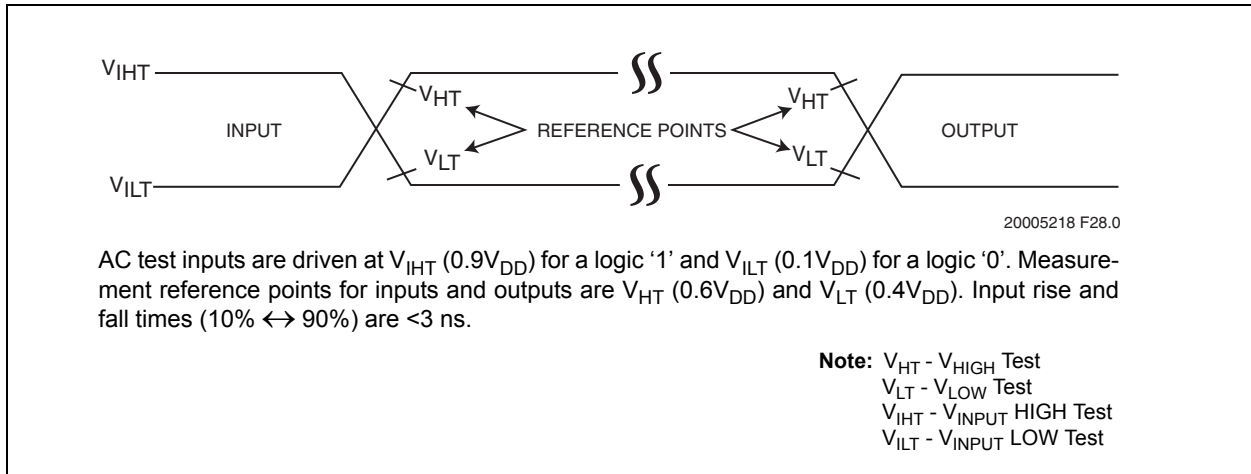 VIHT
VHT
VHT
INPUT
REFERENCE POINTS
OUTPUT
VLT
VLT
VILT
20005218 F28.0
AC test inputs are driven at VIHT (0.9VDD) for a logic ‘1’ and VILT (0.1VDD) for a logic ‘0’. Measure-
ment reference points for inputs and outputs are VHT (0.6VDD) and VLT (0.4VDD). Input rise and
fall times (10% ↔ 90%) are <3 ns.
Note: VHT - VHIGH Test
VLT - VLOW Test
VIHT - VINPUT HIGH Test
VILT - VINPUT LOW Test